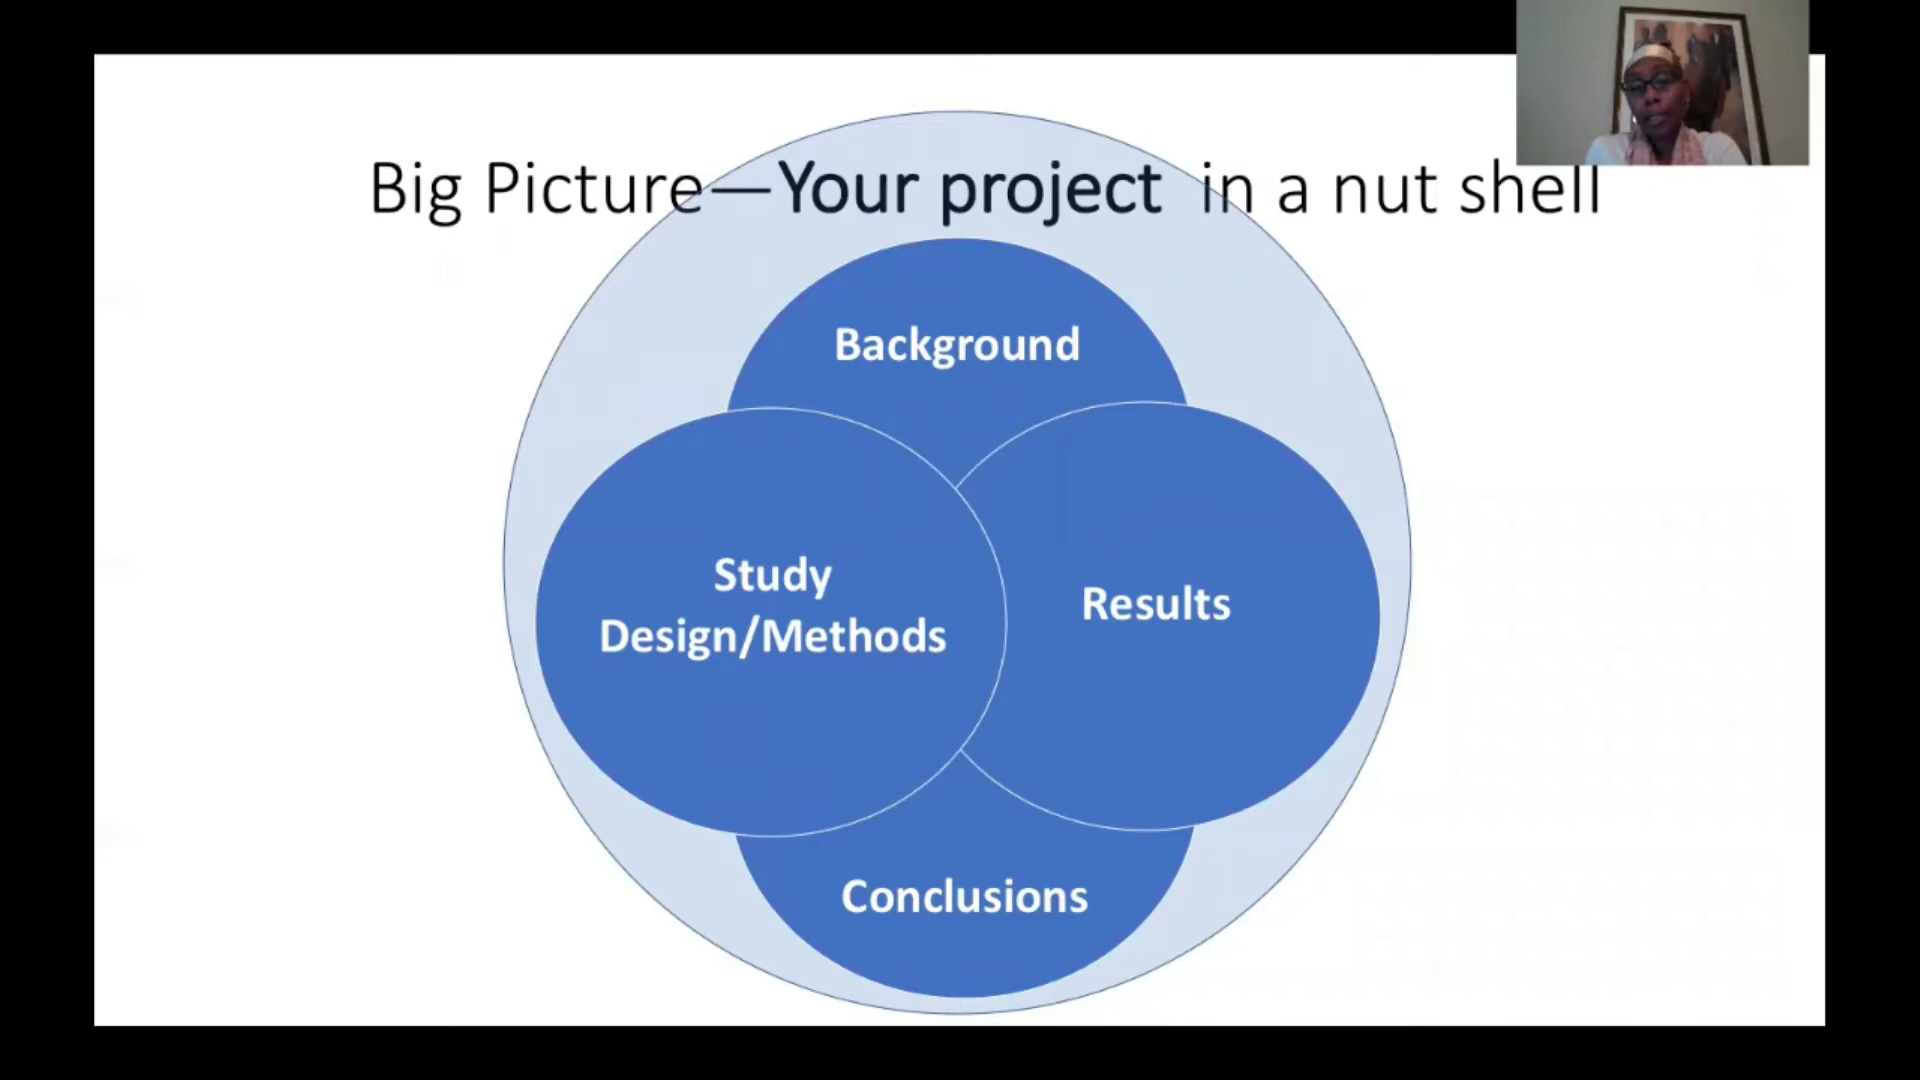 Big Picture—Your project in a nut shell
Background
Study
Design/Methods
Results
Conclusions